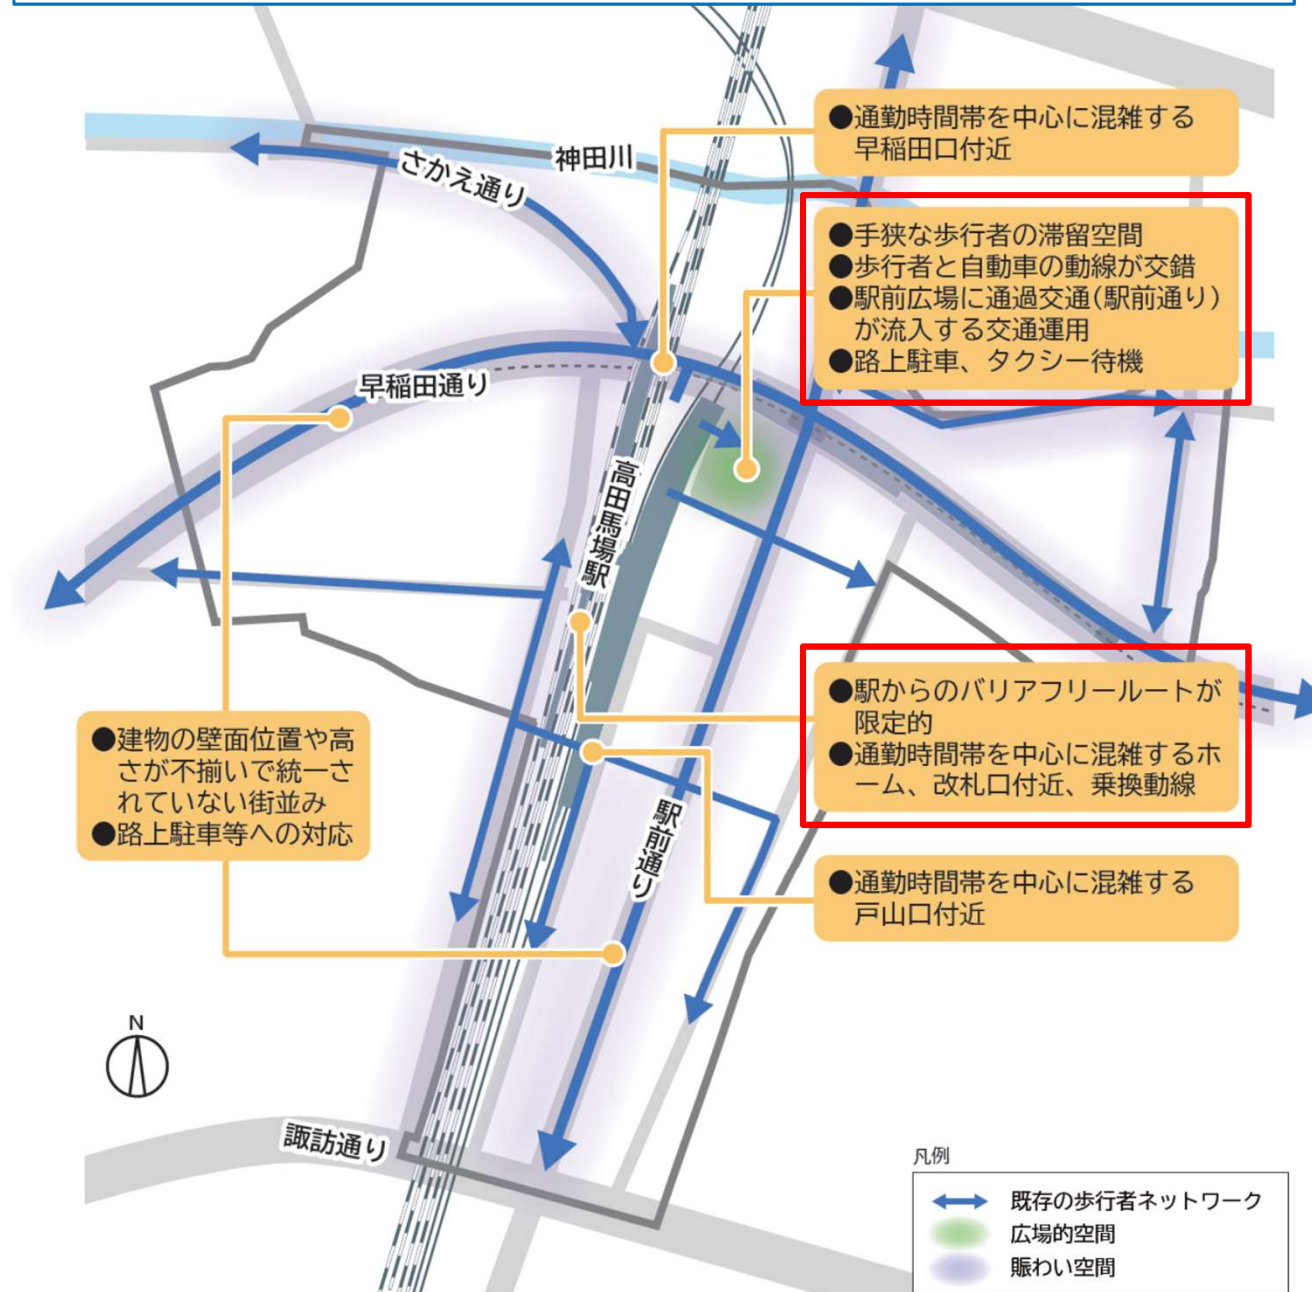 ●通勤時間帯を中心に混雑する
早稲田口付近
神田川
さかえ通り
●手狭な歩行者の滞留空間
●歩行者と自動車の動線が交錯
●駅前広場に通過交通(駅前通り)
が流入する交通運用
●路上駐車、タクシー待機
早稲田通り
高田馬場駅
●駅からのバリアフリールートが
限定的
●通勤時間帯を中心に混雑するホ
ーム、改札口付近、乗換動線
●建物の壁面位置や高
さが不揃いで統一さ
れていない街並み
●路上駐車等への対応
駅前通り
●通勤時間帯を中心に混雑する
戸山口付近
N
諏訪通り
凡例
既存の歩行者ネットワーク
広場的空間
賑わい空間